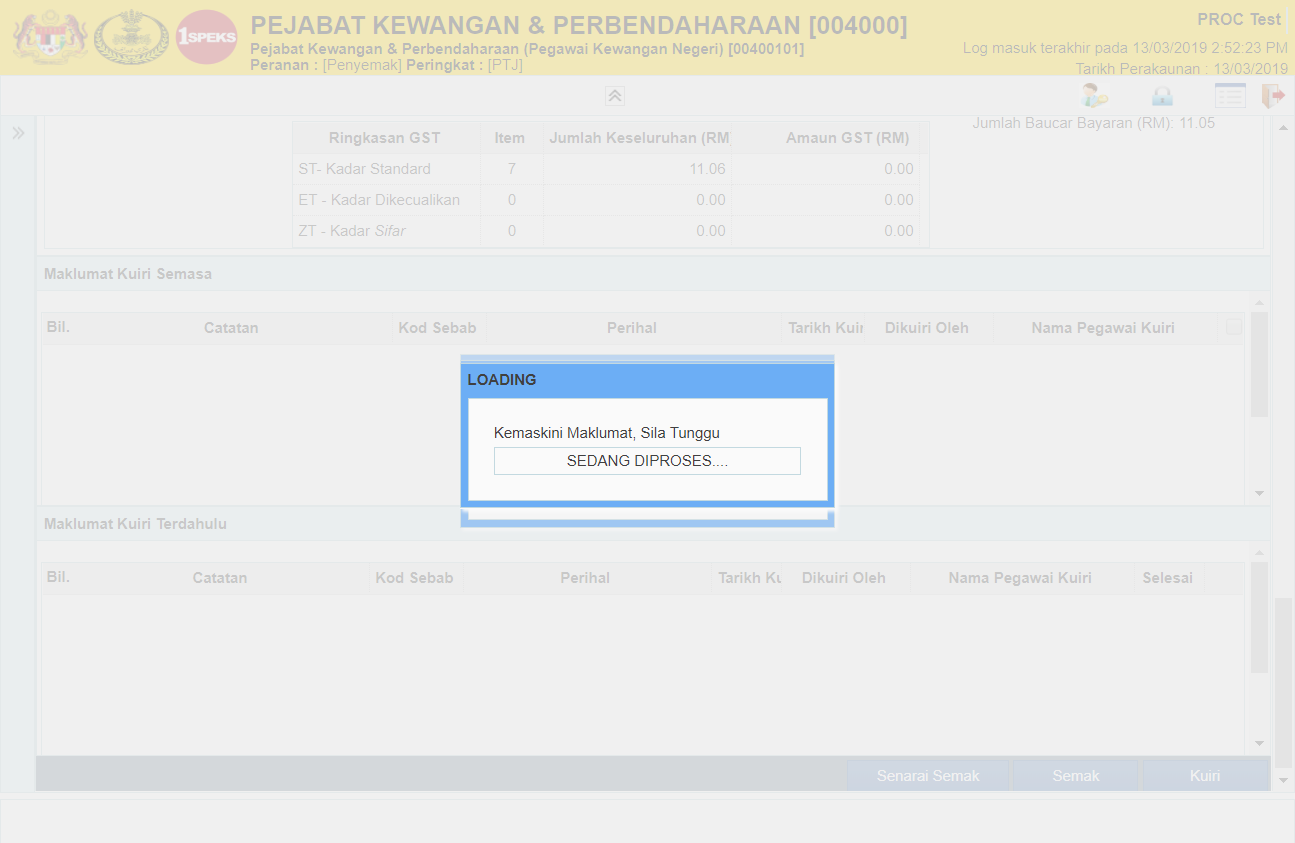 1SPEKS
PEJABAT KEWANGAN & PERBENDAHARAAN [004000]
PROC Test
Pejabat Kewangan & Perbendaharaan (Pegawai Kewangan Negeri) [00400101]
Log masuk terakhir pada 13/03/2019 2:52:23 PM
Peranan : [Penyemak] Peringkat : [PTJ]
Tarikh Perakaunan : 13/03/2019
Jumlah Baucar Bayaran (RM): 11.05
Ringkasan GST Item Jumlah Keseluruhan (RM Amaun GST (RM)
ST- Kadar Standard 7 11.06 0.00
ET - Kadar Dikecualikan 0 0.00 0.00
ZT - Kadar Sifar 0 0.00 0.00
Maklumat Kuiri Semasa
Bil. Catatan Kod Sebab Perihal Tarikh Kuir Dikuiri Oleh Nama Pegawai Kuiri
LOADING
Kemaskini Maklumat, Sila Tunggu
SEDANG DIPROSES....
Maklumat Kuiri Terdahulu
Bil. Catatan Kod Sebab Perihal Tarikh Ku Dikuiri Oleh Nama Pegawai Kuiri Selesai
Senarai Semak Semak Kuiri